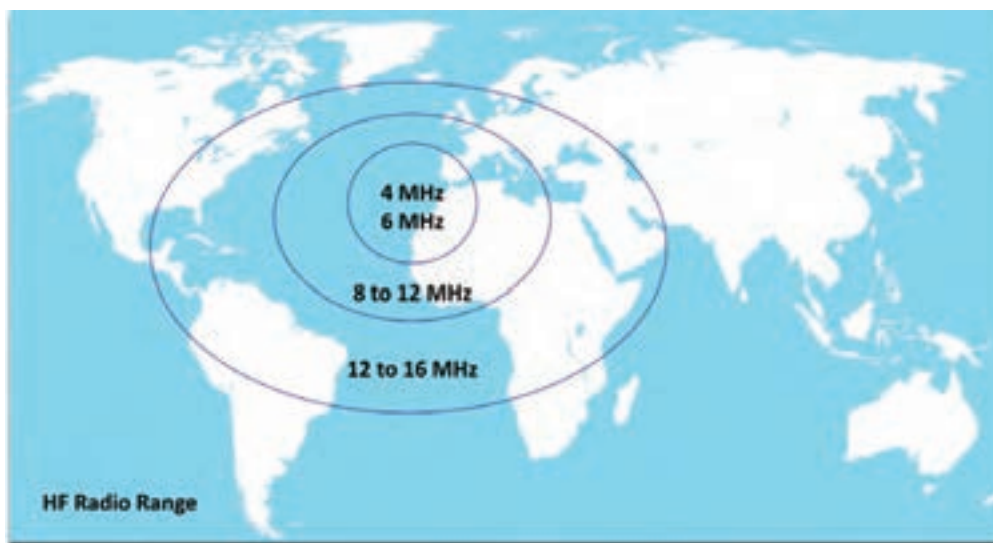 4 MHz
6 MHz
8 to 12 MHz
12 to 16 MHz
HF Radio Range